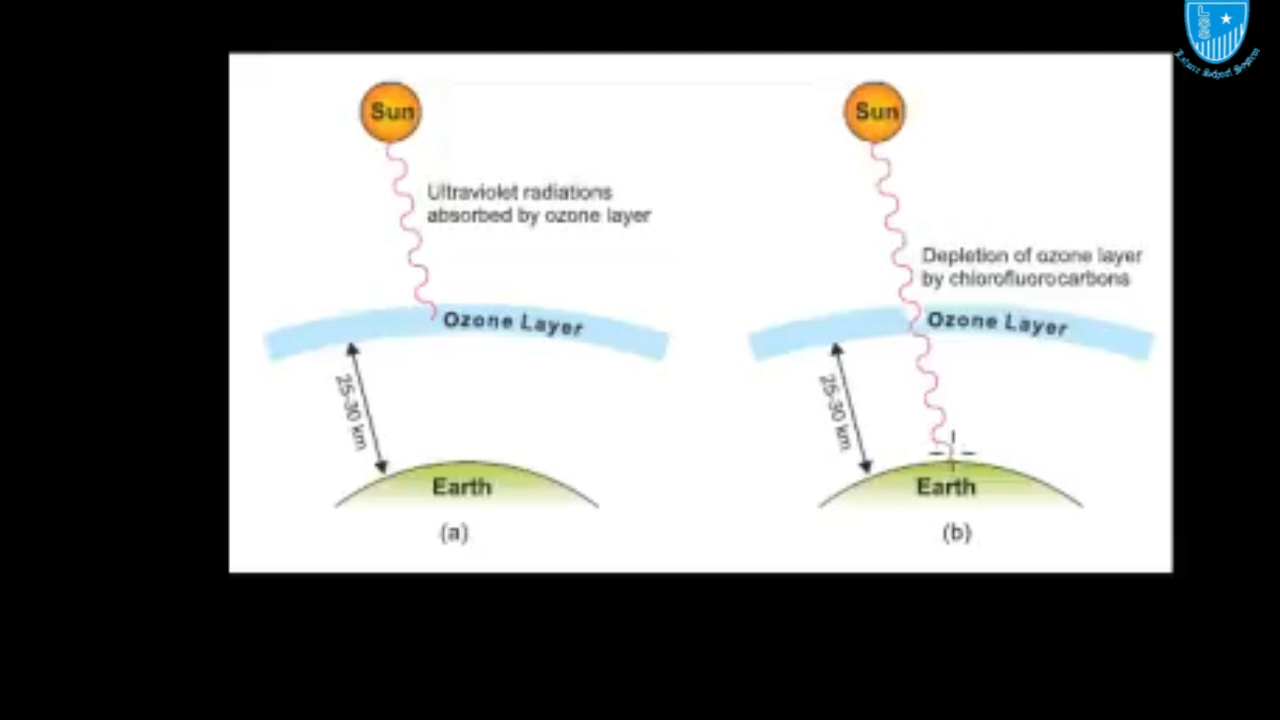 Sun
Ultraviolet radiations
absorbed by ozone layer
Ozone Layer
25-30 km
Earth
(a)
Sun
Depletion of ozone layer
by chlorofluorocarbons
Ozone Layer
25-30 km
Earth
(b)